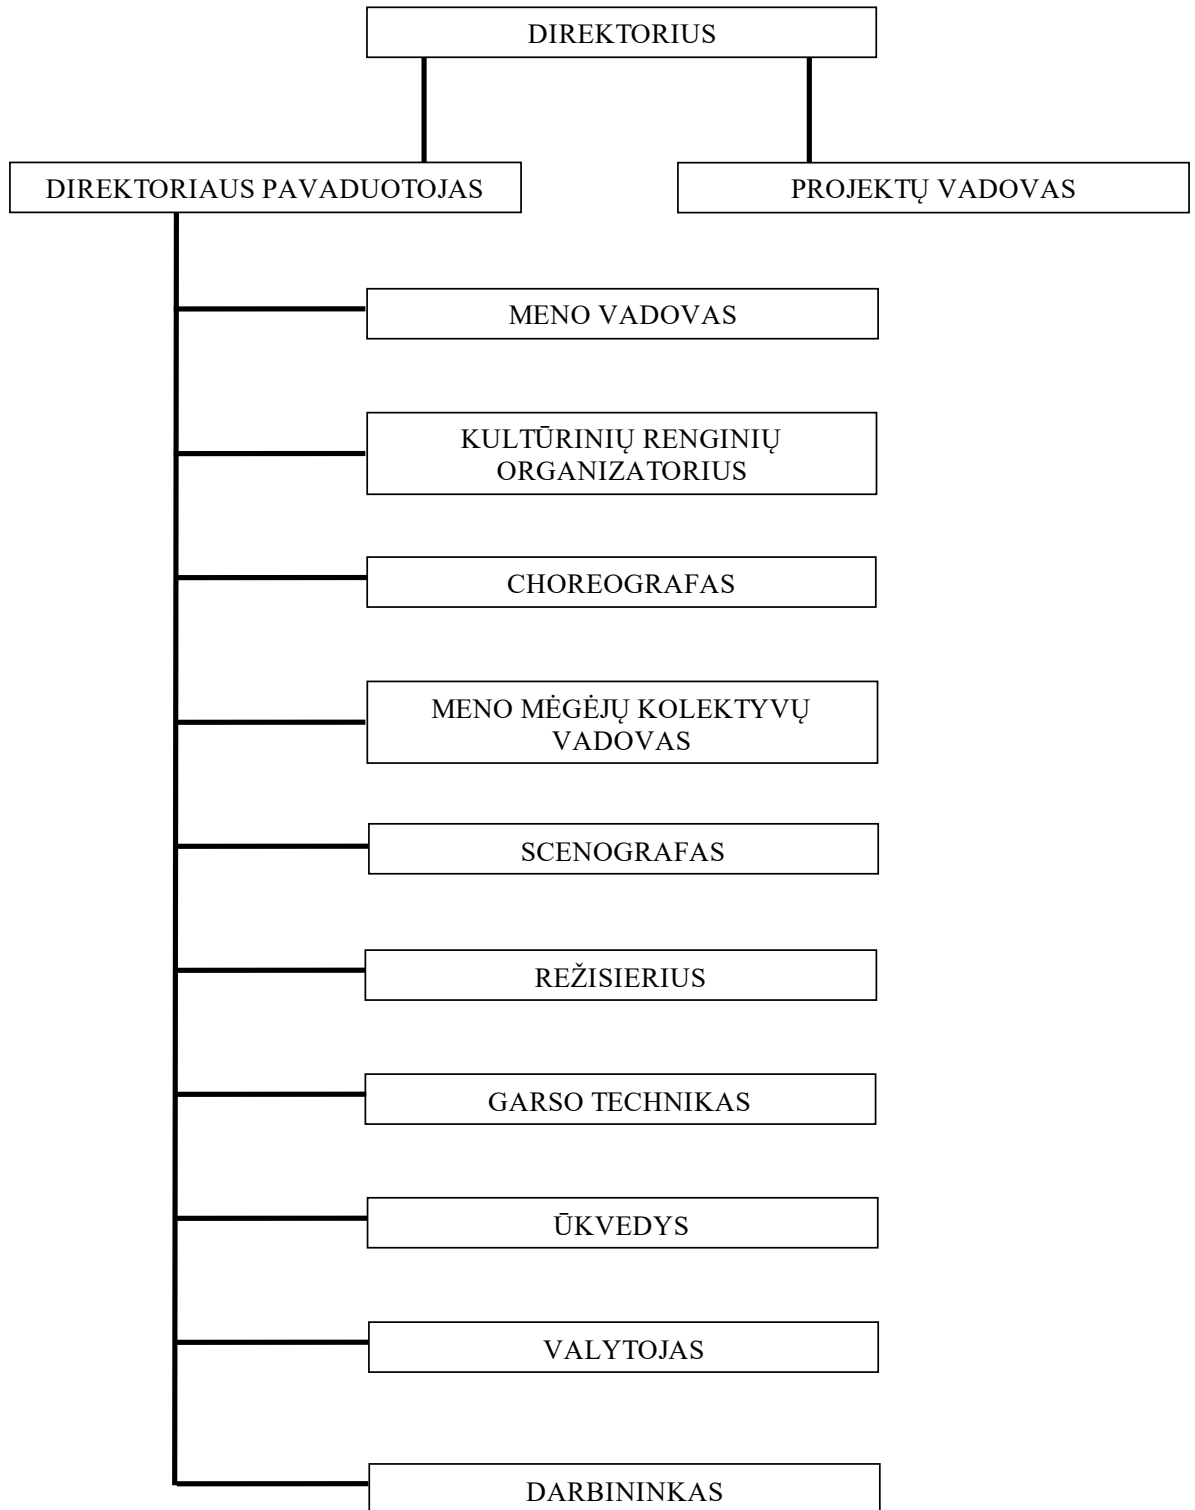 DIREKTORIUS
DIREKTORIAUS PAVADUOTOJAS
PROJEKTŲ VADOVAS
MENO VADOVAS
KULTŪRINIŲ RENGINIŲ
ORGANIZATORIUS
CHOREOGRAFAS
MENO MĖGĖJŲ KOLEKTYVŲ
VADOVAS
SCENOGRAFAS
REŽISIERIUS
GARSO TECHNIKAS
ŪKVEDYS
VALYTOJAS
DARBININKAS